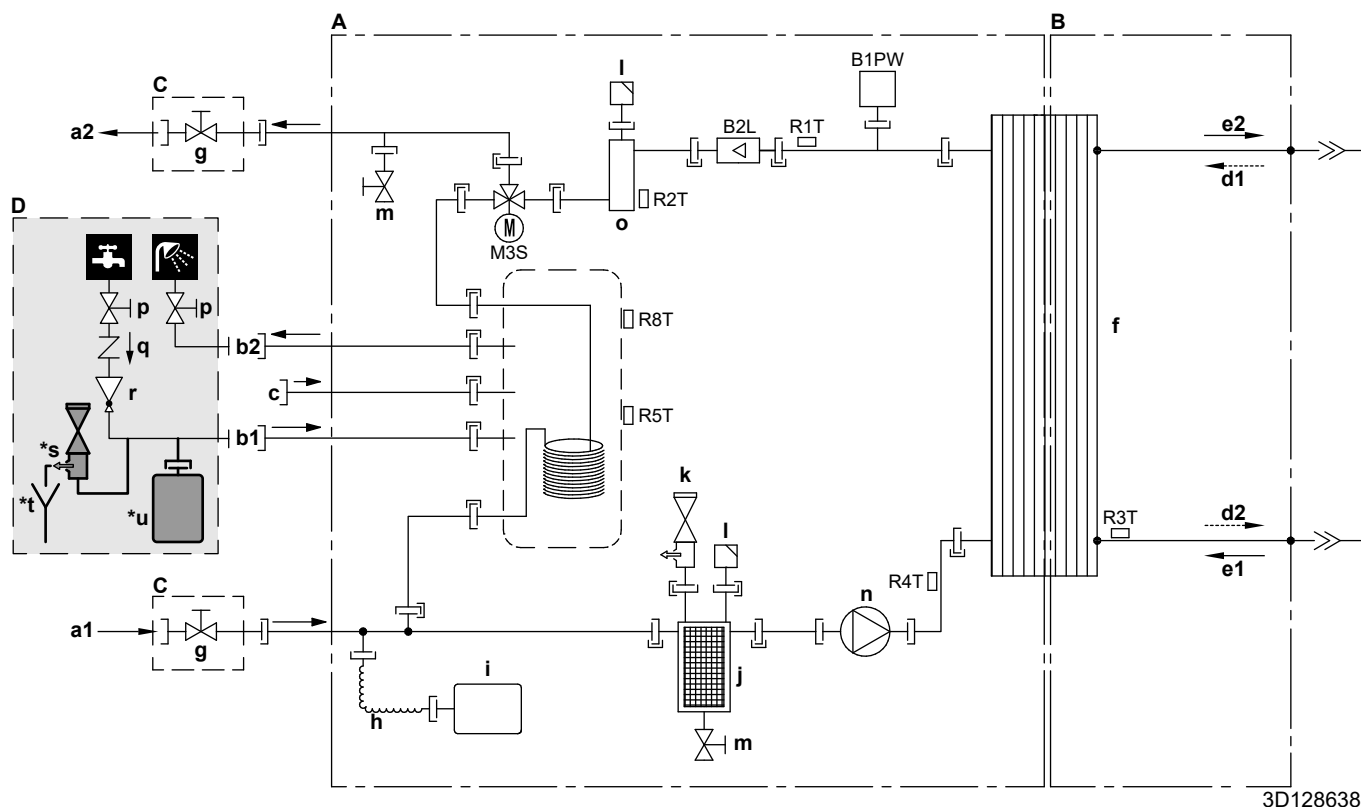 A
B
C
l
B1PW
a2
g
B2L
R1T
e2
d1
m
R2T
o
D
M
M3S
p
p
R8T
f
q
b2
r
c
R5T
b1
*s
k
*t
*u
l
R3T
d2
e1
C
R4T
n
a1
g
i
j
h
m
3D128638